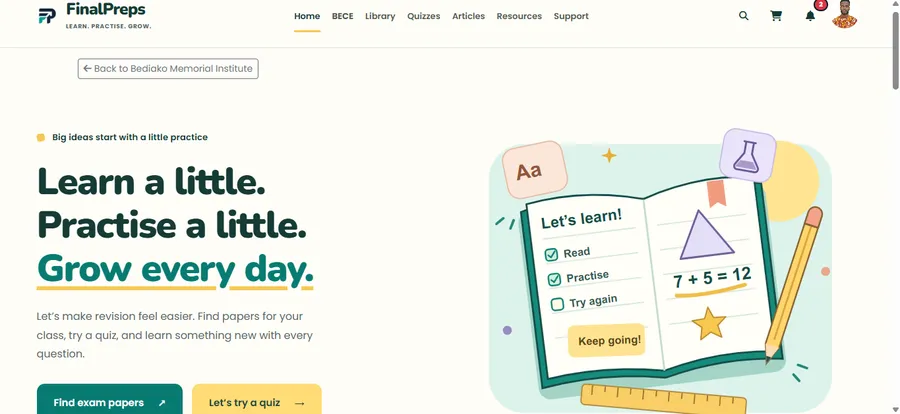 FinalPreps
LEARN. PRACTISE. GROW.
Home BECE Library Quizzes Articles Resources Support
2
← Back to Bediako Memorial Institute
Big ideas start with a little practice
Learn a little.
Practise a little.
Grow every day.
Let's make revision feel easier. Find papers for your
class, try a quiz, and learn something new with every
question.
Find exam papers ↗
Let's try a quiz →
Aa
Let's learn!
Read
Practise
Try again
Keep going!
7 + 5 = 12